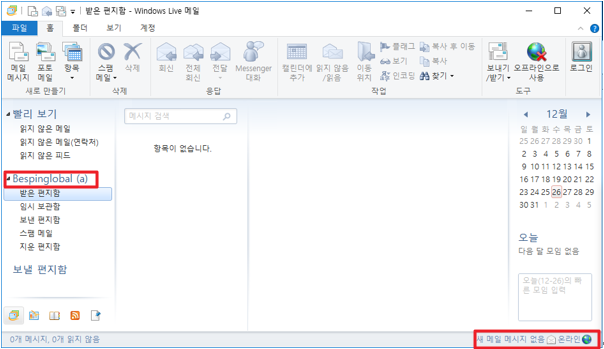 받은 편지함 - Windows Live 메일
파일 홈 폴더 보기 계정
메일 메시지
포토 메일
항목
스팸 메일
삭제
회신
전체 회신
전달
Messenger 대화
캘린더에 추가
읽지 않음/읽음
이동 위치
플래그
보기
인코딩
복사 후 이동
복사
찾기
보내기/받기
오프라인으로 사용
로그인
새로 만들기 삭제 응답 작업 도구
빨리 보기
읽지 않은 메일
읽지 않은 메일(연락처)
읽지 않은 피드
Bespinglobal (a)
받은 편지함
임시 보관함
보낸 편지함
스팸 메일
지운 편지함
보낼 편지함
메시지 검색
항목이 없습니다.
12월
일 월 화 수 목 금 토
25 26 27 28 29 30 1
2 3 4 5 6 7 8
9 10 11 12 13 14 15
16 17 18 19 20 21 22
23 24 25 26 27 28 29
30 31 1 2 3 4 5
오늘
다음 달 모임 없음
오늘(12-26)의 빠른 모임 입력
0개 메시지, 0개 읽지 않음
새 메일 메시지 없음 온라인